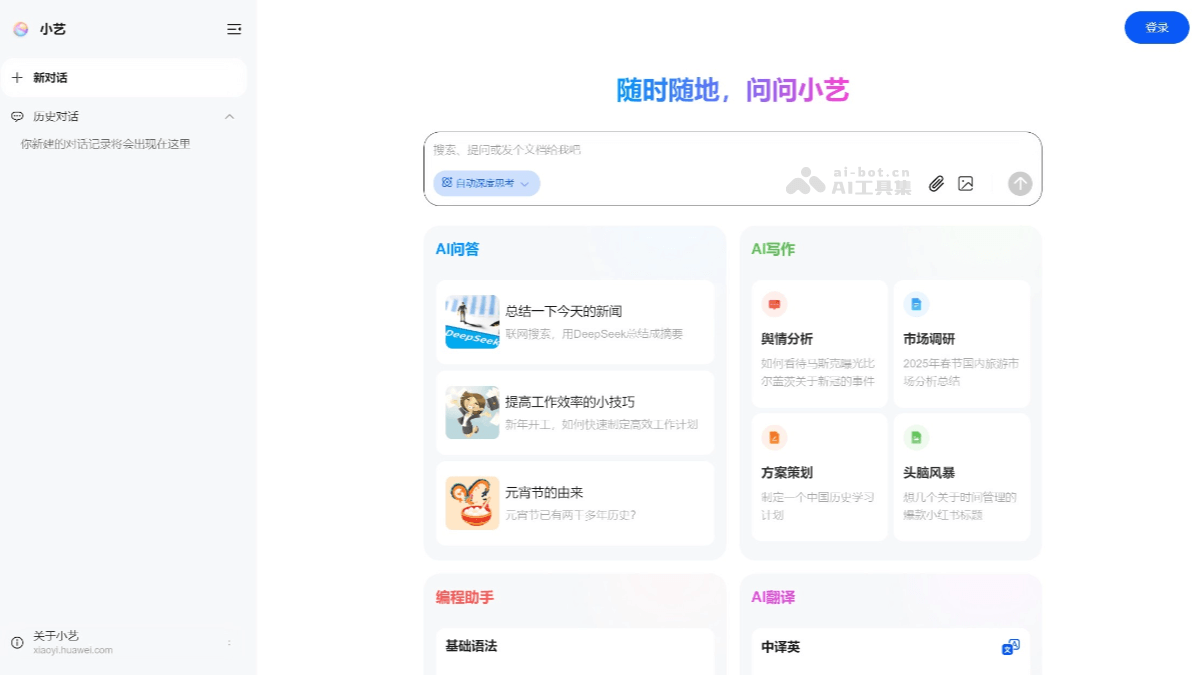 小艺
新对话
历史对话
你新建的对话记录将会出现在这里
关于小艺
xiaoyi.huawei.com
登录
随时随地，问问小艺
搜索、提问或发个文档给我吧
自动深度思考
ai-bot.cn
AI工具集
AI问答
DeepSeek
总结一下今天的新闻
联网搜索，用DeepSeek总结成摘要
提高工作效率的小技巧
新年开工，如何快速制定高效工作计划
元宵节的由来
元宵节已有两千多年历史?
AI写作
舆情分析
如何看待马斯克曝光比
尔盖茨关于新冠的事件
市场调研
2025年春节国内旅游市
场分析总结
方案策划
制定一个中国历史学习
计划
头脑风暴
想几个关于时间管理的
爆款小红书标题
编程助手
基础语法
AI翻译
中译英